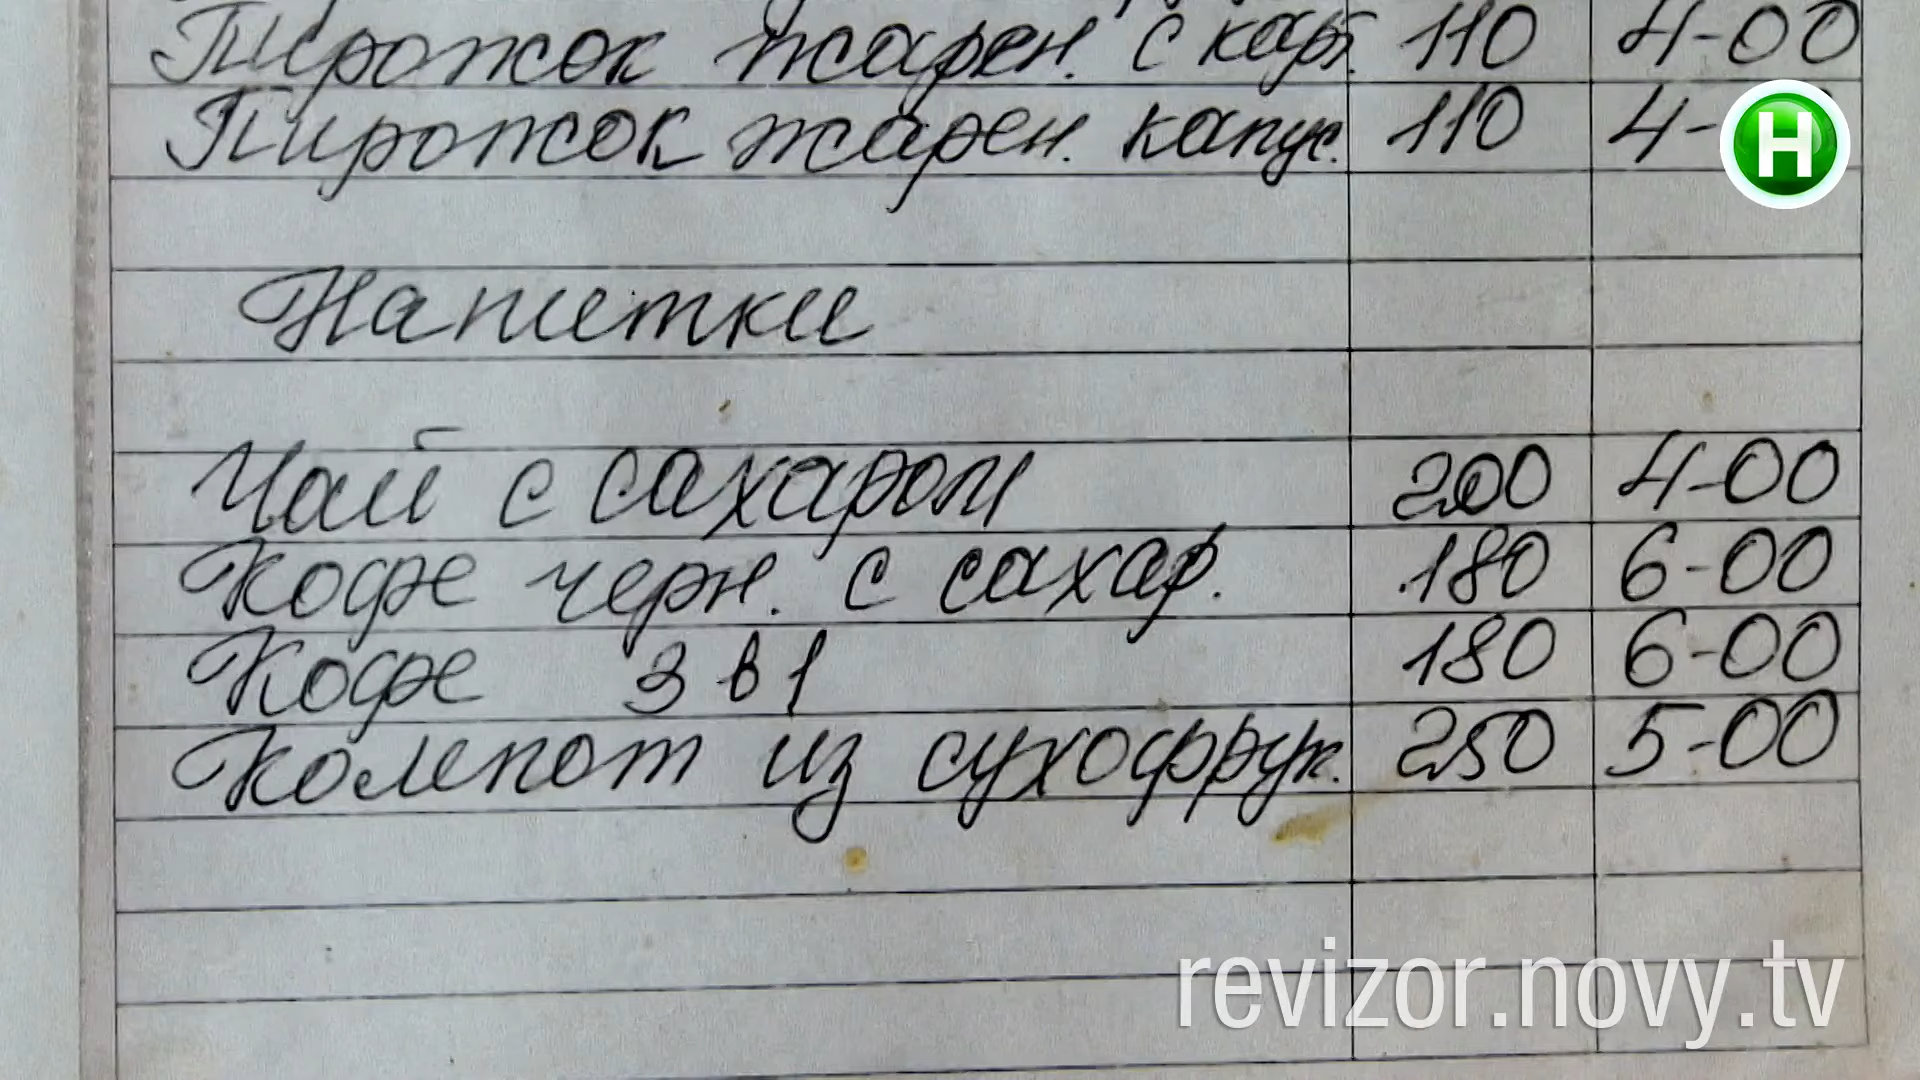 Пирожок жарен. с карт. 110 4-00
Пирожок жарен. капус. 110 4-
Н
Напитки
Чай с сахаром 200 4-00
Кофе черн. с сахар. 180 6-00
Кофе 3 в 1 180 6-00
Компот из сухофрук. 250 5-00
revizor.novy.tv